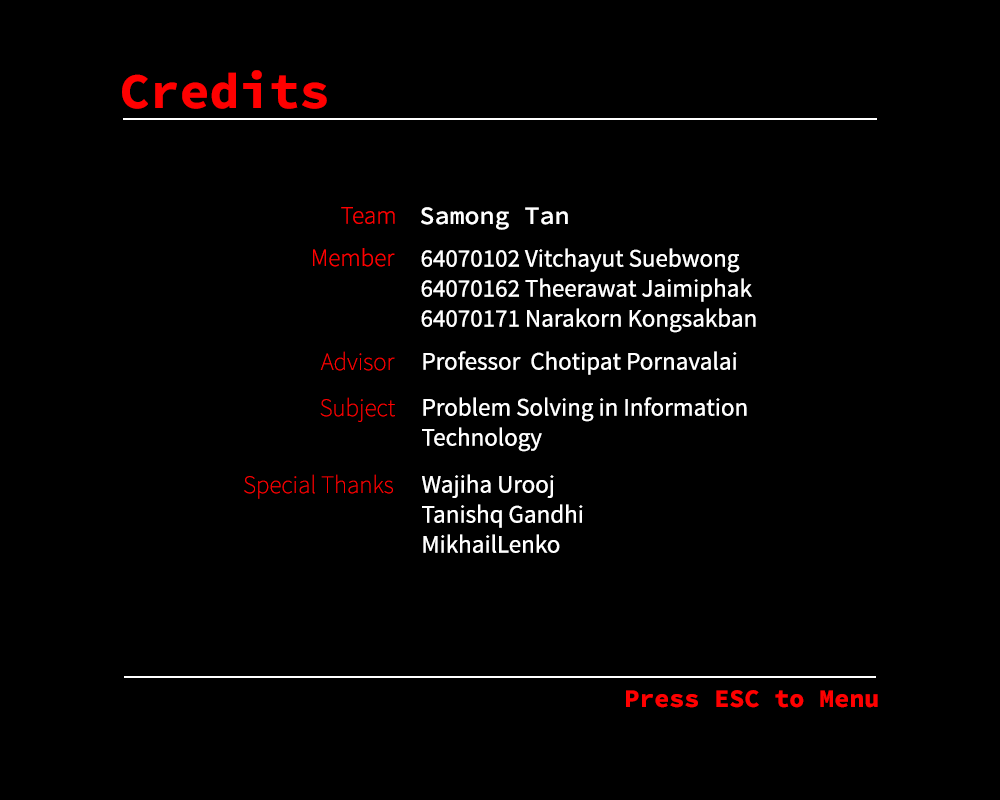 Credits
Team Samong Tan
Member 64070102 Vitchayut Suebwong
64070162 Theerawat Jaimiphak
64070171 Narakorn Kongsakban
Advisor Professor Chotipat Pornavalai
Subject Problem Solving in Information
Technology
Special Thanks Wajiha Urooj
Tanishq Gandhi
MikhailLenko
Press ESC to Menu